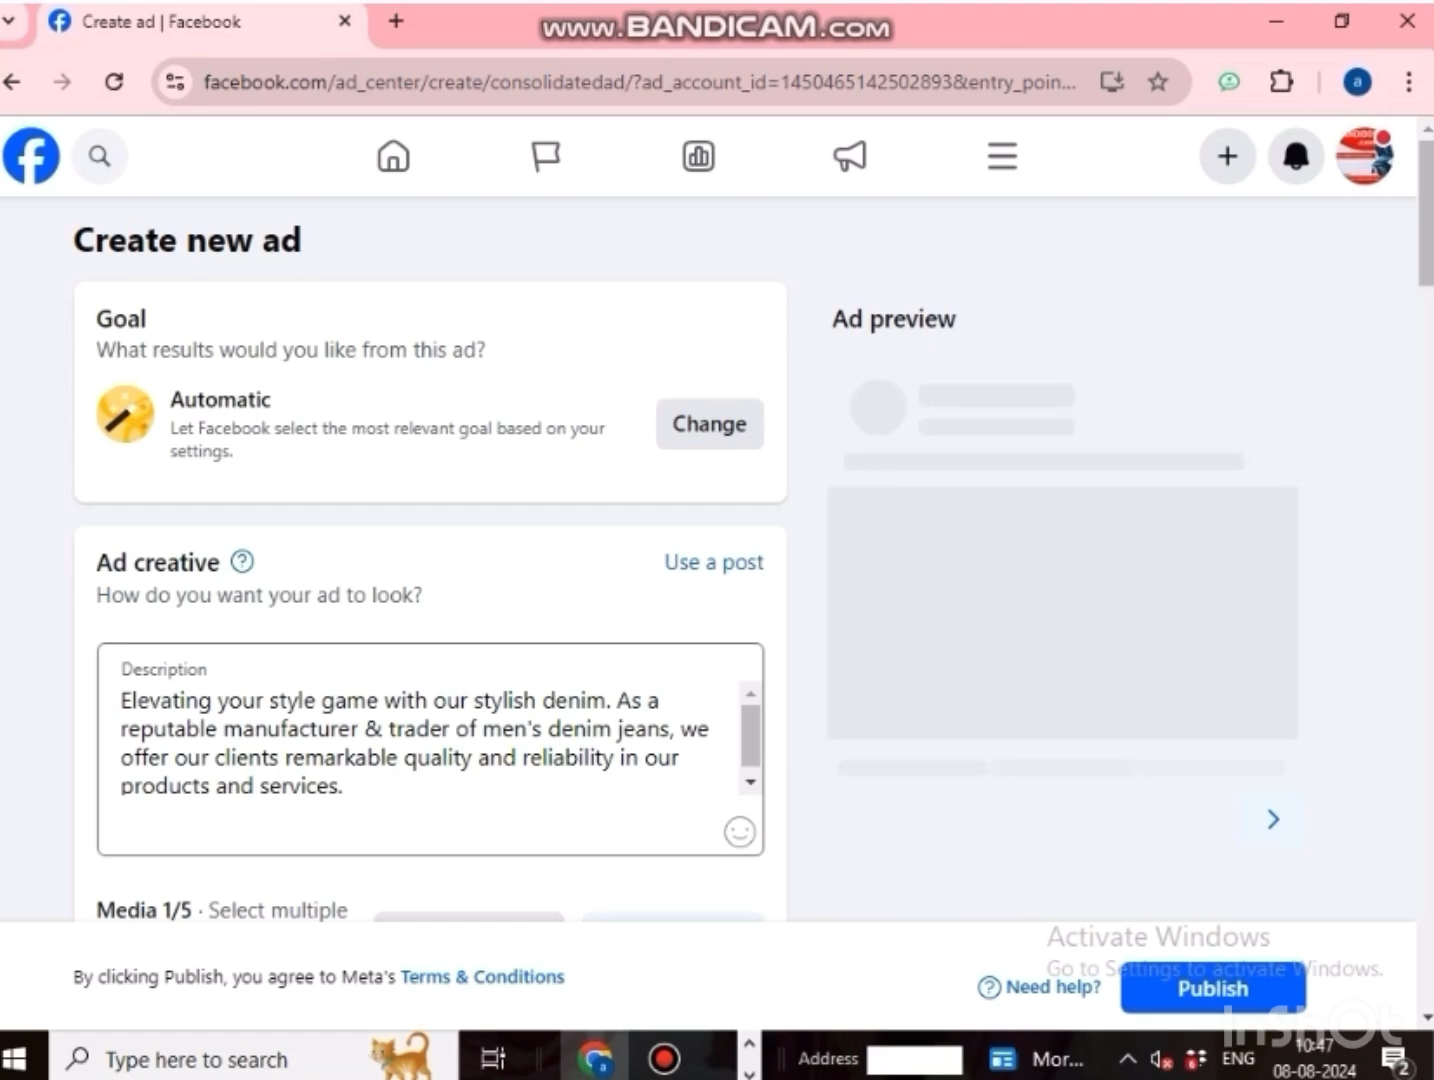 Create ad | Facebook
www.BANDICAM.com
facebook.com/ad_center/create/consolidatedad/?ad_account_id=1450465142502893&entry_poin...
a
Create new ad
Goal
What results would you like from this ad?
Automatic
Let Facebook select the most relevant goal based on your
settings.
Change
Ad preview
Ad creative
Use a post
How do you want your ad to look?
Description
Elevating your style game with our stylish denim. As a
reputable manufacturer & trader of men's denim jeans, we
offer our clients remarkable quality and reliability in our
products and services.
Media 1/5 · Select multiple
Activate Windows
Go to Settings to activate Windows.
By clicking Publish, you agree to Meta's Terms & Conditions
Need help?
Publish
InShOt
Type here to search
Address
Mor...
ENG
10:47
08-08-2024
2